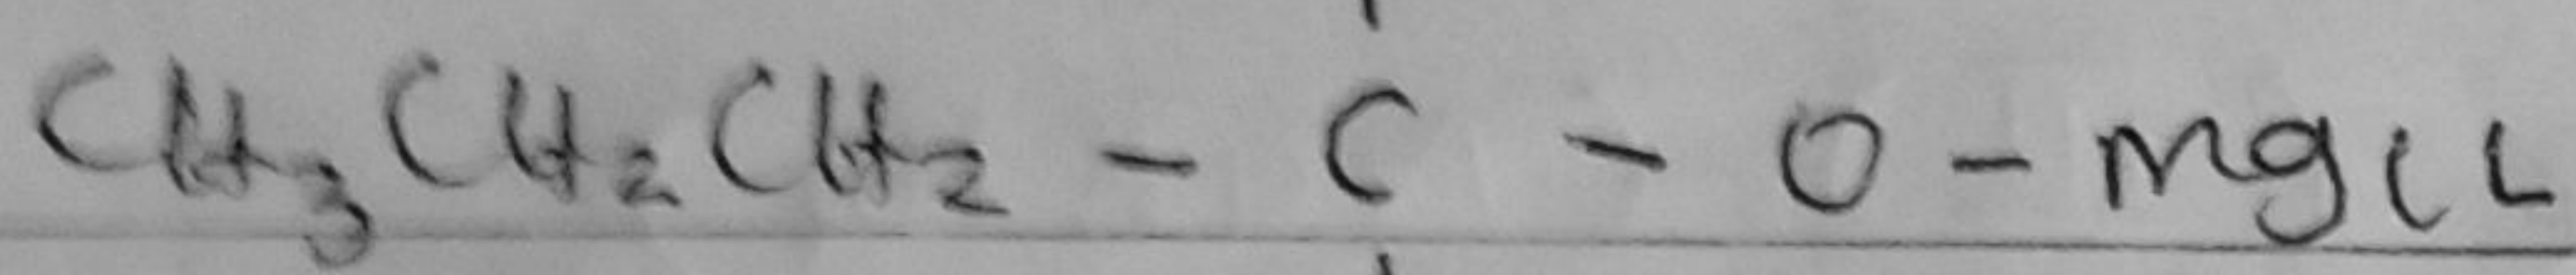 CH₃CH₂CH₂ - C - O - MgCL